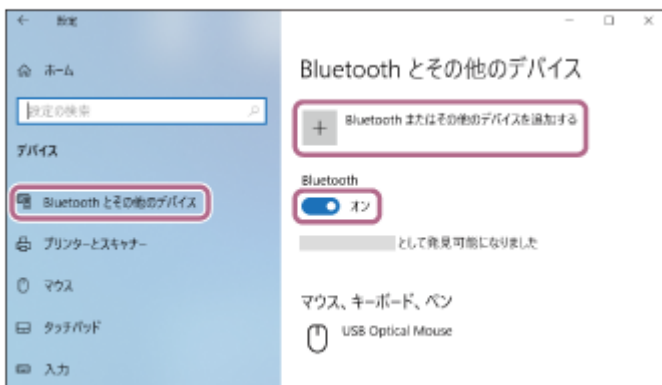 設定
ホーム
設定の検索
デバイス
Bluetooth とその他のデバイス
プリンターとスキャナー
マウス
タッチパッド
入力
Bluetooth とその他のデバイス
Bluetooth またはその他のデバイスを追加する
Bluetooth
オン
として発見可能になりました
マウス、キーボード、ペン
USB Optical Mouse